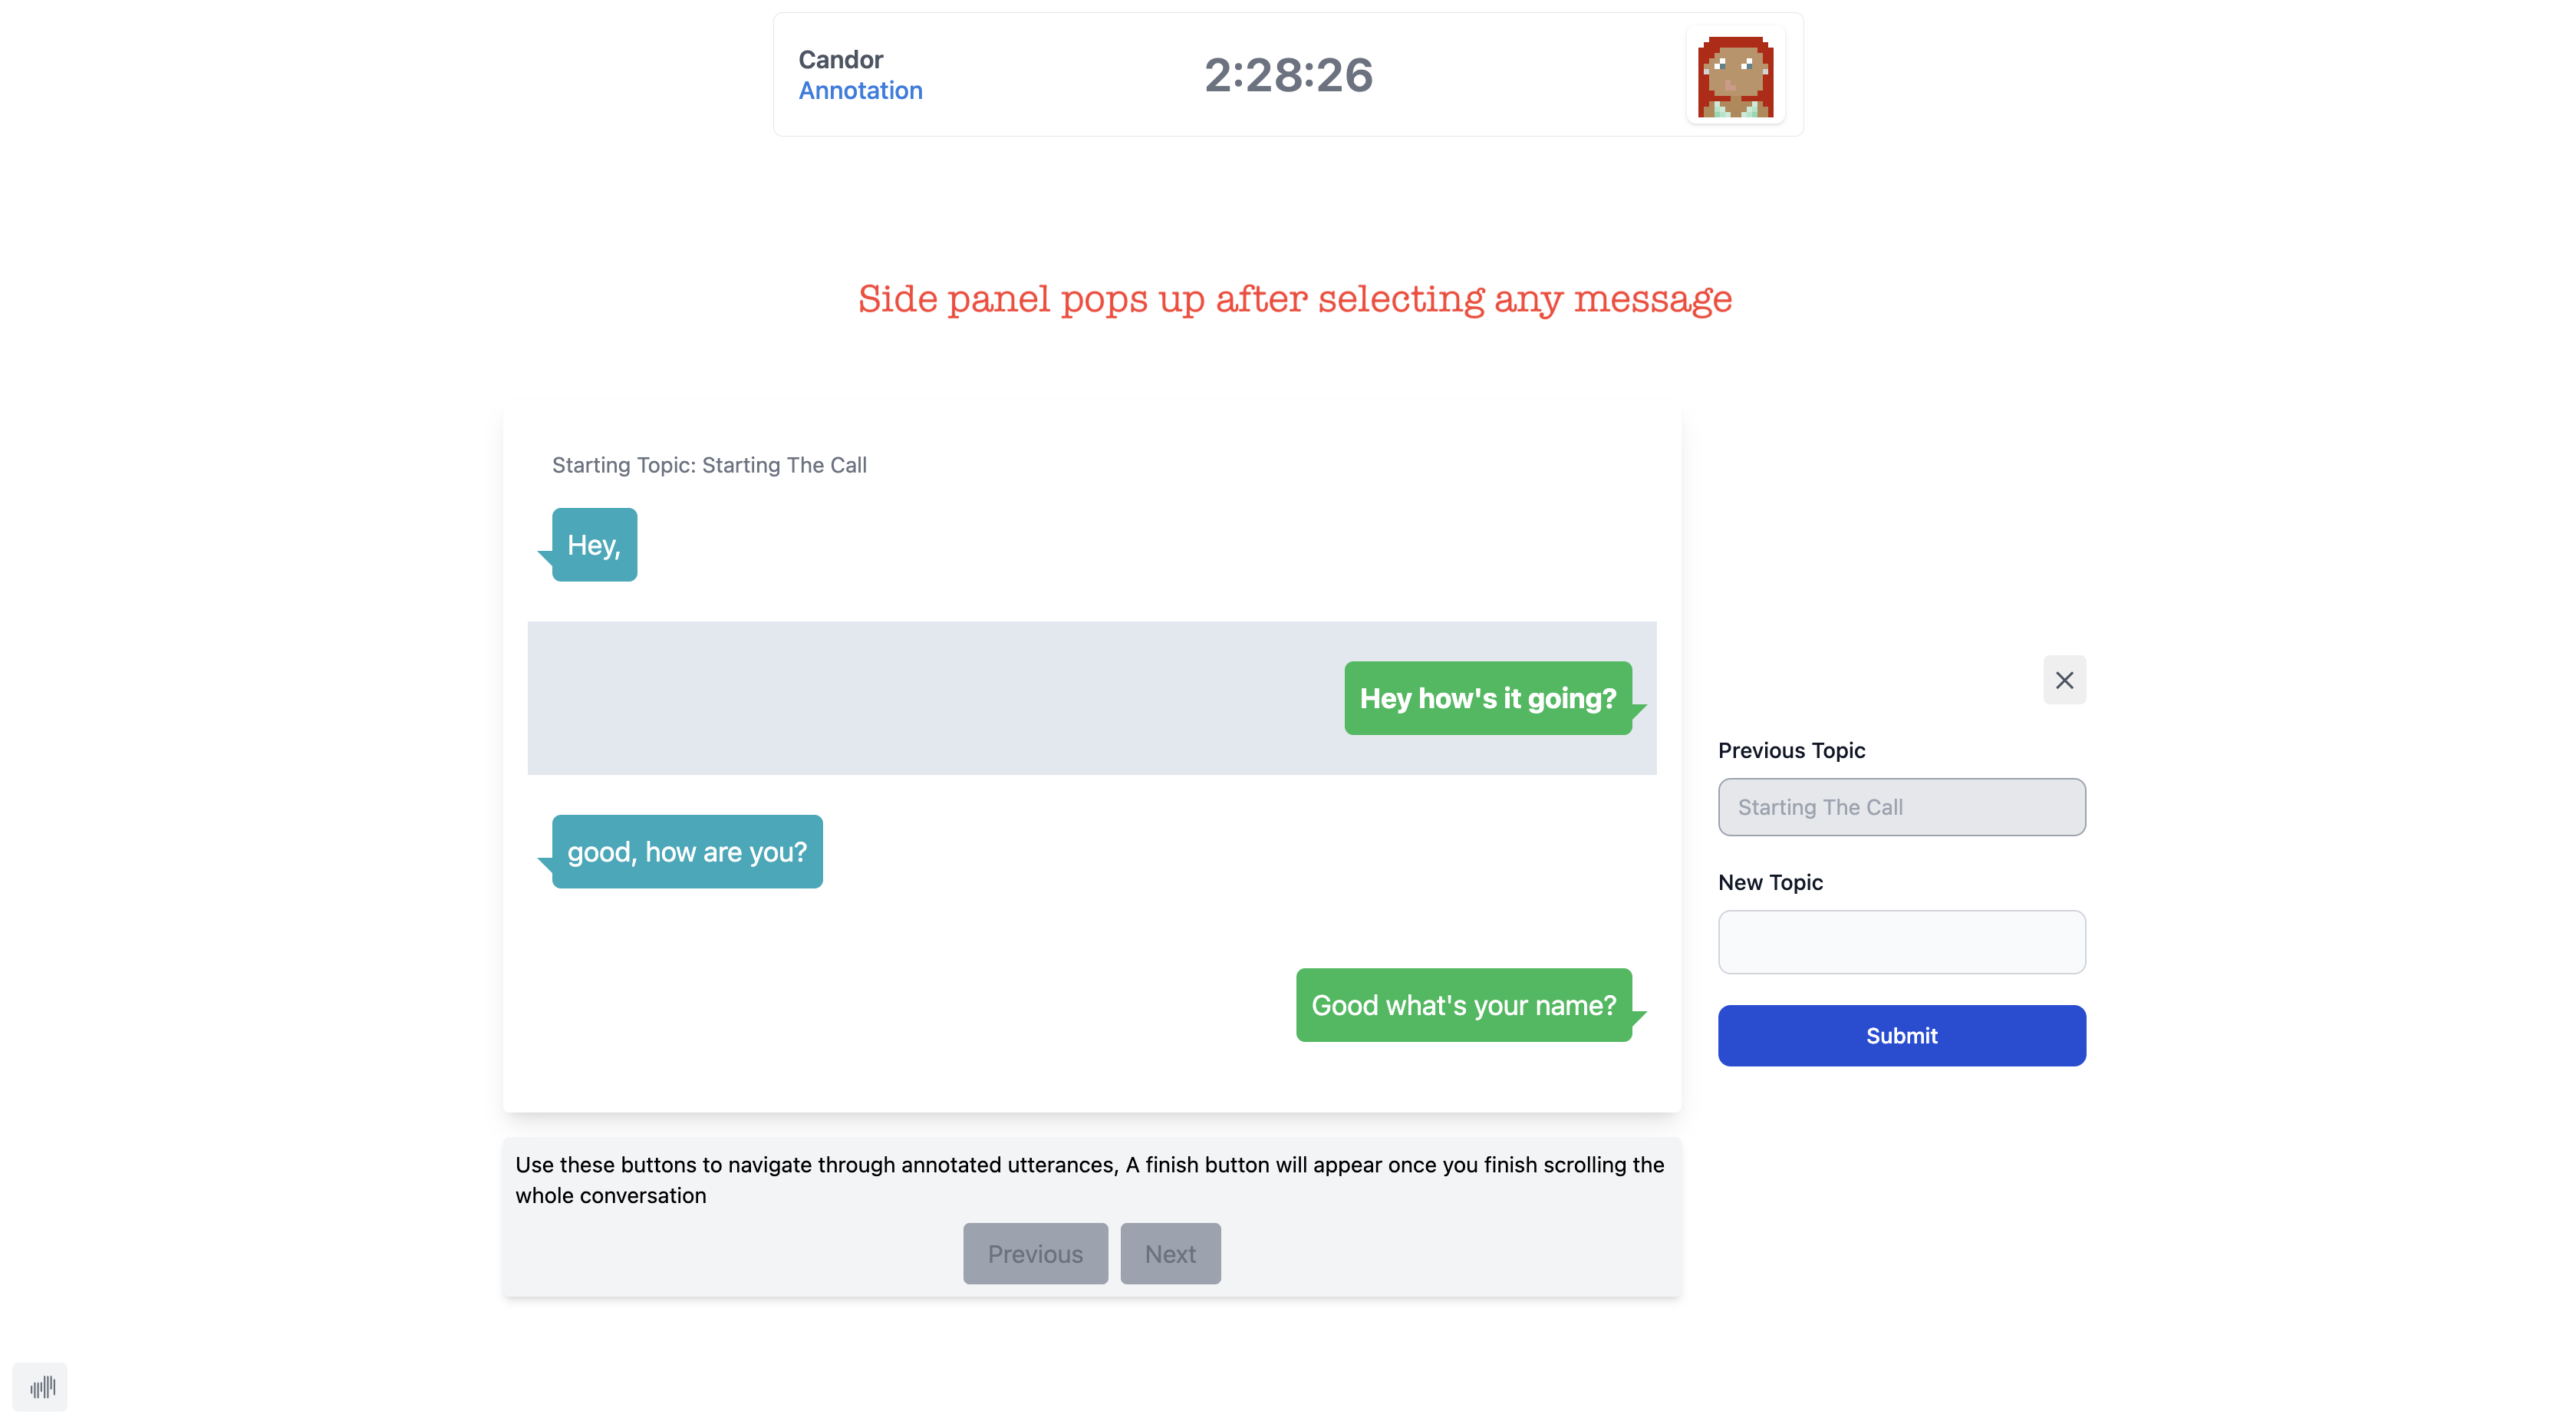 Candor
Annotation
2:28:26
Side panel pops up after selecting any message
Starting Topic: Starting The Call
Hey,
Hey how's it going?
good, how are you?
Good what's your name?
Previous Topic
Starting The Call
New Topic
Submit
Use these buttons to navigate through annotated utterances, A finish button will appear once you finish scrolling the
whole conversation
Previous
Next